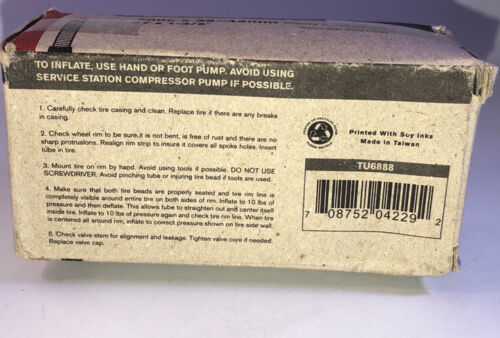 TO INFLATE, USE HAND OR FOOT PUMP. AVOID USING
SERVICE STATION COMPRESSOR PUMP IF POSSIBLE.
1. Carefully check tire casing and clean. Replace tire if there are any breaks
in casing.
2. Check wheel rim to be sure it is not bent, is free of rust and there are no
sharp protrusions. Realign rim strip to insure it covers all spoke holes. Insert
tube in tire.
3. Mount tire on rim by hand. Avoid using tools if possible. DO NOT USE
SCREWDRIVER. Avoid pinching tube or injuring tire bead if tools are used.
4. Make sure that both tire beads are properly seated and tire rim line is
completely visible around entire tire on both sides of rim. Inflate to 10 lbs of
pressure and then deflate. This allows tube to straighten out and center itself
inside tire. Inflate to 10 lbs of pressure again and check tire rim line. When tire
is centered all around rim, inflate to correct pressure shown on tire side wall.
5. Check valve stem for alignment and leakage. Tighten valve core if needed.
Replace valve cap.
Printed With Soy Inks
Made in Taiwan
TU6888
7 08752 04229 2